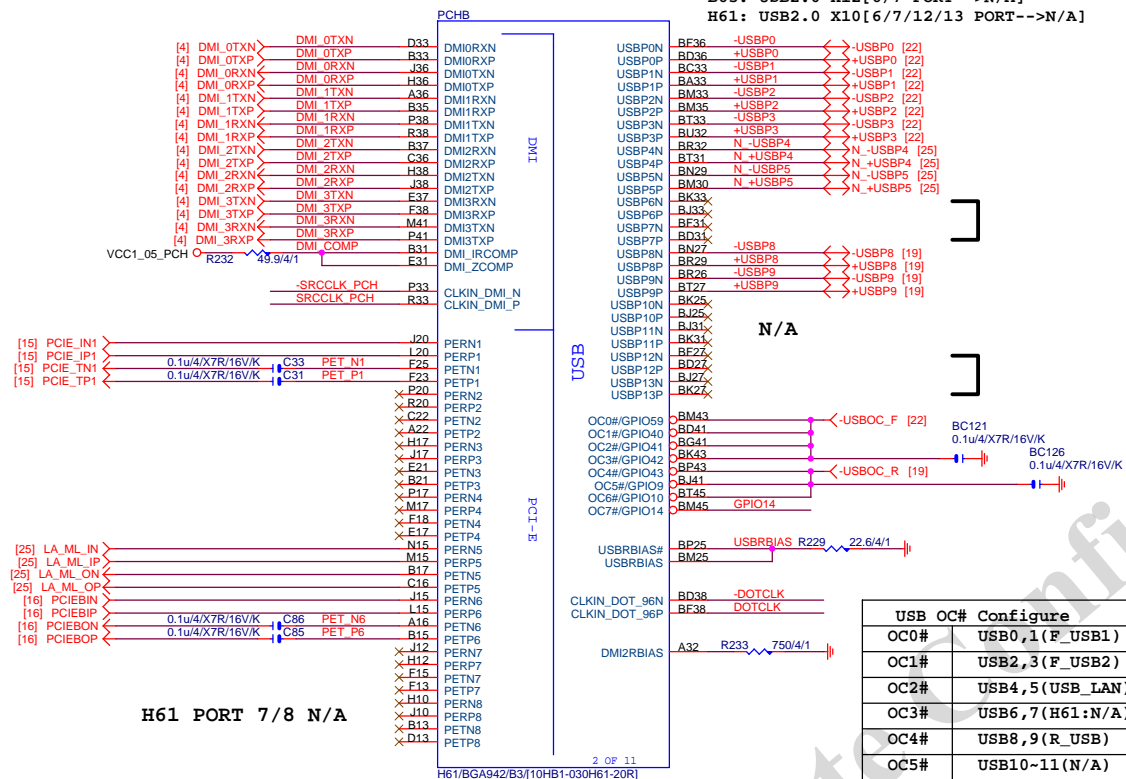 H61: USB2.0 X10[6/7/12/13 PORT-->N/A]
PCHB
[4] DMI_0TXN DMI_0TXN D33 DMI0RXN
[4] DMI_0TXP DMI_0TXP B33 DMI0RXP
[4] DMI_0RXN DMI_0RXN J36 DMI0TXN
[4] DMI_0RXP DMI_0RXP H36 DMI0TXP
[4] DMI_1TXN DMI_1TXN A36 DMI1RXN
[4] DMI_1TXP DMI_1TXP B35 DMI1RXP
[4] DMI_1RXN DMI_1RXN P38 DMI1TXN
[4] DMI_1RXP DMI_1RXP R38 DMI1TXP
[4] DMI_2TXN DMI_2TXN B37 DMI2RXN
[4] DMI_2TXP DMI_2TXP C36 DMI2RXP
[4] DMI_2RXN DMI_2RXN H38 DMI2TXN
[4] DMI_2RXP DMI_2RXP J38 DMI2TXP
[4] DMI_3TXN DMI_3TXN E37 DMI3RXN
[4] DMI_3TXP DMI_3TXP F38 DMI3RXP
[4] DMI_3RXN DMI_3RXN M41 DMI3TXN
[4] DMI_3RXP DMI_3RXP P41 DMI3TXP
VCC1_05_PCH R232 49.9/4/1 DMI_COMP B31 DMI_IRCOMP
E31 DMI_ZCOMP
-SRCCLK_PCH P33 CLKIN_DMI_N
SRCCLK_PCH R33 CLKIN_DMI_P
[15] PCIE_IN1 J20 PERN1
[15] PCIE_IP1 L20 PERP1
[15] PCIE_TN1 0.1u/4/X7R/16V/K C33 PET_N1 F25 PETN1
[15] PCIE_TP1 0.1u/4/X7R/16V/K C31 PET_P1 F23 PETP1
P20 PERN2
R20 PERP2
C22 PETN2
A22 PETP2
H17 PERN3
J17 PERP3
E21 PETN3
B21 PETP3
P17 PERN4
M17 PERP4
F18 PETN4
E17 PETP4
[25] LA_ML_IN N15 PERN5
[25] LA_ML_IP M15 PERP5
[25] LA_ML_ON B17 PETN5
[25] LA_ML_OP C16 PETP5
[16] PCIEBIN J15 PERN6
[16] PCIEBIP L15 PERP6
[16] PCIEBON 0.1u/4/X7R/16V/K C86 PET_N6 A16 PETN6
[16] PCIEBOP 0.1u/4/X7R/16V/K C85 PET_P6 B15 PETP6
J12 PERN7
H12 PERP7
F15 PETN7
F13 PETP7
H10 PERN8
J10 PERP8
B13 PETN8
D13 PETP8
H61 PORT 7/8 N/A
DMI
PCI-E
USB
USBP0N BF36 -USBP0 -USBP0 [22]
USBP0P BD36 +USBP0 +USBP0 [22]
USBP1N BC33 -USBP1 -USBP1 [22]
USBP1P BA33 +USBP1 +USBP1 [22]
USBP2N BM33 -USBP2 -USBP2 [22]
USBP2P BM35 +USBP2 +USBP2 [22]
USBP3N BT33 -USBP3 -USBP3 [22]
USBP3P BU32 +USBP3 +USBP3 [22]
USBP4N BR32 N_-USBP4 N_-USBP4 [25]
USBP4P BT31 N_+USBP4 N_+USBP4 [25]
USBP5N BN29 N_-USBP5 N_-USBP5 [25]
USBP5P BM30 N_+USBP5 N_+USBP5 [25]
USBP6N BK33
USBP6P BJ33
USBP7N BF31
USBP7P BD31
USBP8N BN27 -USBP8 -USBP8 [19]
USBP8P BR29 +USBP8 +USBP8 [19]
USBP9N BR26 -USBP9 -USBP9 [19]
USBP9P BT27 +USBP9 +USBP9 [19]
USBP10N BK25
USBP10P BJ25
USBP11N BJ31
USBP11P BK31
USBP12N BF27
USBP12P BD27
USBP13N BJ27
USBP13P BK27
N/A
OC0#/GPIO59 BM43 -USBOC_F [22]
OC1#/GPIO40 BD41
OC2#/GPIO41 BG41
OC3#/GPIO42 BK43
OC4#/GPIO43 BP43 -USBOC_R [19]
OC5#/GPIO9 BJ41
OC6#/GPIO10 BT45
OC7#/GPIO14 BM45 GPIO14
BC121
0.1u/4/X7R/16V/K
BC126
0.1u/4/X7R/16V/K
USBRBIAS# BP25 USBRBIAS R229 22.6/4/1
USBRBIAS BM25
CLKIN_DOT_96N BD38 -DOTCLK
CLKIN_DOT_96P BF38 DOTCLK
DMI2RBIAS A32 R233 750/4/1
2 OF 11
H61/BGA942/B3/[10HB1-030H61-20R]
USB OC# Configure
OC0# USB0,1(F_USB1)
OC1# USB2,3(F_USB2)
OC2# USB4,5(USB_LAN)
OC3# USB6,7(H61:N/A)
OC4# USB8,9(R_USB)
OC5# USB10~11(N/A)